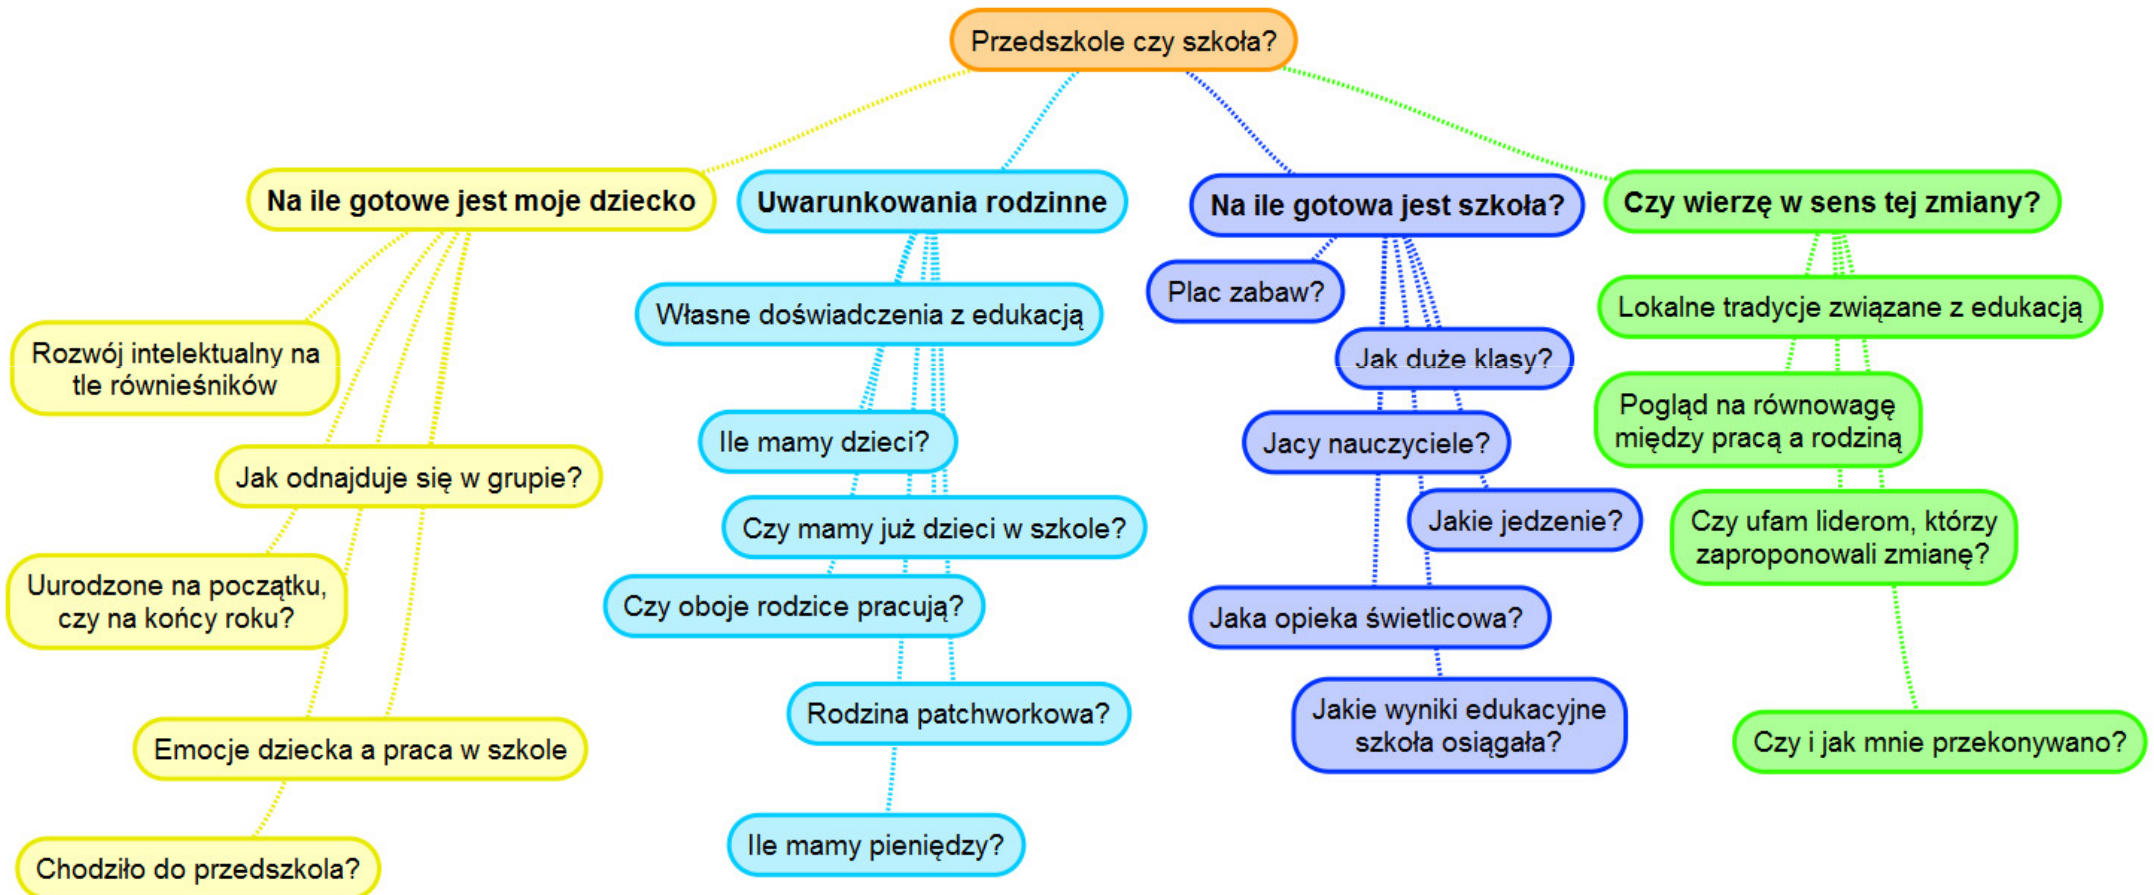 Przedszkole czy szkoła?
Na ile gotowe jest moje dziecko
Rozwój intelektualny na
tle równieśników
Jak odnajduje się w grupie?
Uurodzone na początku,
czy na końcy roku?
Emocje dziecka a praca w szkole
Chodziło do przedszkola?
Uwarunkowania rodzinne
Własne doświadczenia z edukacją
Ile mamy dzieci?
Czy mamy już dzieci w szkole?
Czy oboje rodzice pracują?
Rodzina patchworkowa?
Ile mamy pieniędzy?
Na ile gotowa jest szkoła?
Plac zabaw?
Jak duże klasy?
Jacy nauczyciele?
Jakie jedzenie?
Jaka opieka świetlicowa?
Jakie wyniki edukacyjne
szkoła osiągała?
Czy wierzę w sens tej zmiany?
Lokalne tradycje związane z edukacją
Pogląd na równowagę
między pracą a rodziną
Czy ufam liderom, którzy
zaproponowali zmianę?
Czy i jak mnie przekonywano?